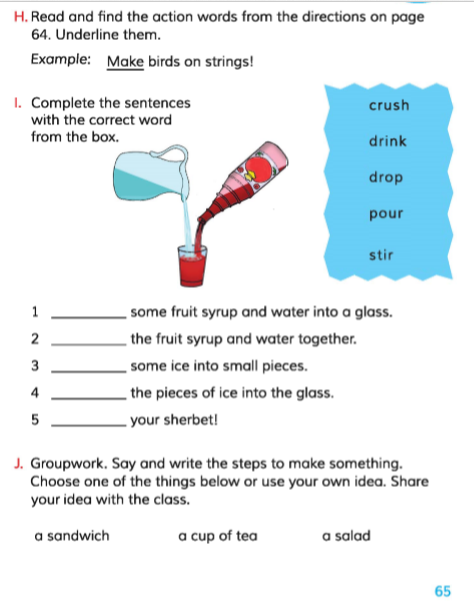 H. Read and find the action words from the directions on page
64. Underline them.
Example: Make birds on strings!
I. Complete the sentences
with the correct word
from the box.
crush
drink
drop
pour
stir
1 __________ some fruit syrup and water into a glass.
2 __________ the fruit syrup and water together.
3 __________ some ice into small pieces.
4 __________ the pieces of ice into the glass.
5 __________ your sherbet!
J. Groupwork. Say and write the steps to make something.
Choose one of the things below or use your own idea. Share
your idea with the class.
a sandwich a cup of tea a salad
65